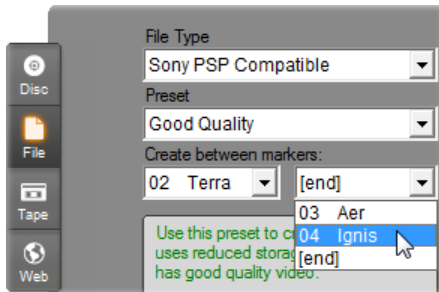 File Type
Sony PSP Compatible
Disc
Preset
Good Quality
File
Create between markers:
02 Terra [end]
03 Aer
Tape
Use this preset to
04 Ignis
uses reduced
[end]
has good quality video.
Web